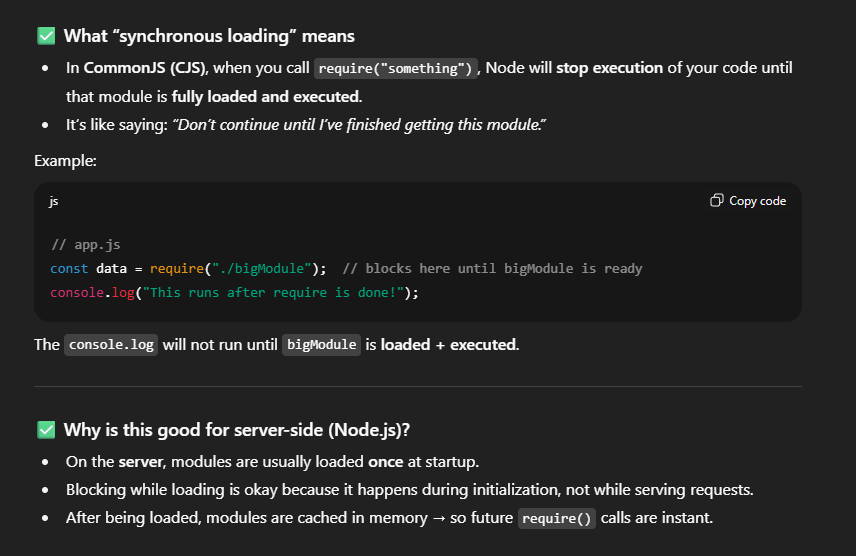 ✅ What “synchronous loading” means
• In CommonJS (CJS), when you call require("something"), Node will stop execution of your code until
that module is fully loaded and executed.
• It’s like saying: “Don’t continue until I’ve finished getting this module.”
Example:
js
Copy code
// app.js
const data = require("./bigModule");  // blocks here until bigModule is ready
console.log("This runs after require is done!");
The console.log will not run until bigModule is loaded + executed.
✅ Why is this good for server-side (Node.js)?
• On the server, modules are usually loaded once at startup.
• Blocking while loading is okay because it happens during initialization, not while serving requests.
• After being loaded, modules are cached in memory → so future require() calls are instant.